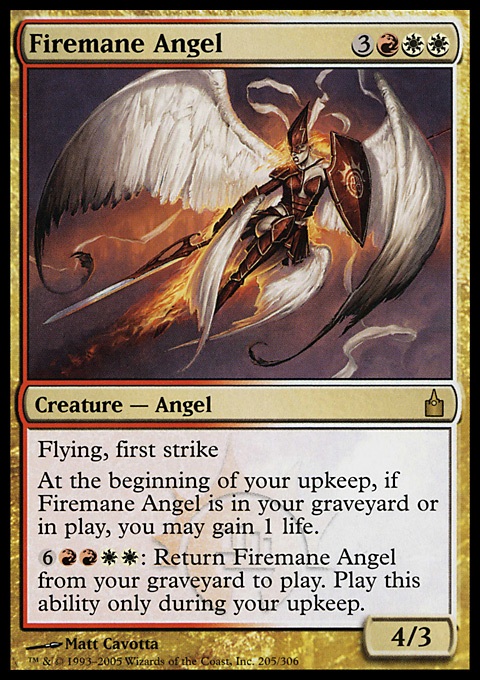 Firemane Angel 3
Creature — Angel
Flying, first strike
At the beginning of your upkeep, if
Firemane Angel is in your graveyard or
in play, you may gain 1 life.
6: Return Firemane Angel
from your graveyard to play. Play this
ability only during your upkeep.
Matt Cavotta
4/3
™ & © 1993–2005 Wizards of the Coast, Inc. 205/306